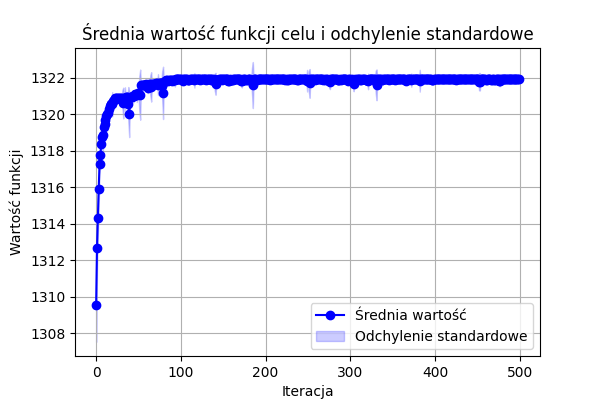 Średnia wartość funkcji celu i odchylenie standardowe
Wartość funkcji
1322
1320
1318
1316
1314
1312
1310
1308
Średnia wartość
Odchylenie standardowe
0
100
200
300
400
500
Iteracja